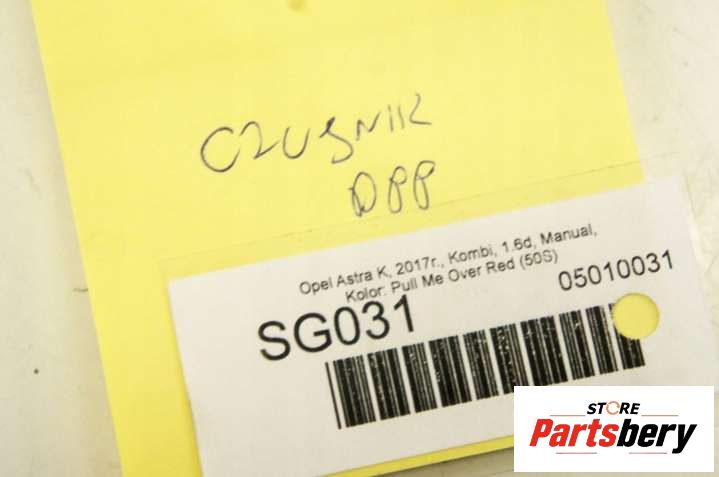 CZUJNIK
DPP
Opel Astra K, 2017r., Kombi, 1.6d, Manual,
Kolor: Pull Me Over Red (50S)
SG031
05010031
STORE
Partsbery